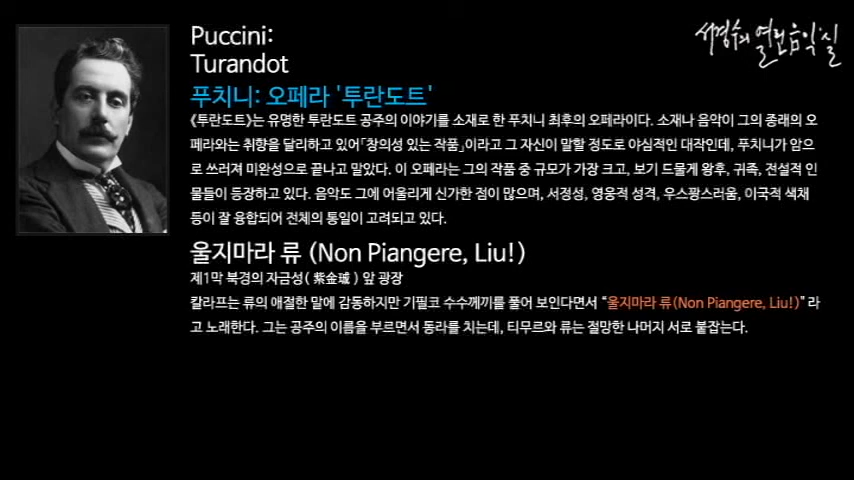 서경수의 열린음악실
Puccini:
Turandot
푸치니: 오페라 '투란도트'
《투란도트》는 유명한 투란도트 공주의 이야기를 소재로 한 푸치니 최후의 오페라이다. 소재나 음악이 그의 종래의 오
페라와는 취향을 달리하고 있어「창의성 있는 작품」이라고 그 자신이 말할 정도로 야심적인 대작인데, 푸치니가 암으
로 쓰러져 미완성으로 끝나고 말았다. 이 오페라는 그의 작품 중 규모가 가장 크고, 보기 드물게 왕후, 귀족, 전설적 인
물들이 등장하고 있다. 음악도 그에 어울리게 신기한 점이 많으며, 서정성, 영웅적 성격, 우스꽝스러움, 이국적 색채
등이 잘 융합되어 전체의 통일이 고려되고 있다.
울지마라 류 (Non Piangere, Liu!)
제1막 북경의 자금성( 紫金城 ) 앞 광장
칼라프는 류의 애절한 말에 감동하지만 기필코 수수께끼를 풀어 보인다면서 “울지마라 류(Non Piangere, Liu!)” 라
고 노래한다. 그는 공주의 이름을 부르면서 통라를 치는데, 티무르와 류는 절망한 나머지 서로 붙잡는다.